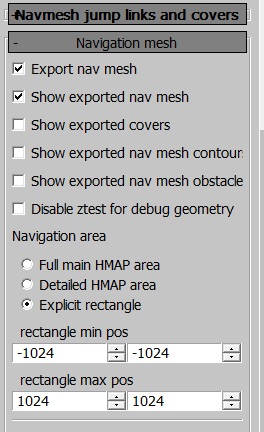 Navmesh jump links and covers
- Navigation mesh
Export nav mesh
Show exported nav mesh
Show exported covers
Show exported nav mesh contour
Show exported nav mesh obstacle
Disable ztest for debug geometry
Navigation area
Full main HMAP area
Detailed HMAP area
Explicit rectangle
rectangle min pos
-1024 -1024
rectangle max pos
1024 1024